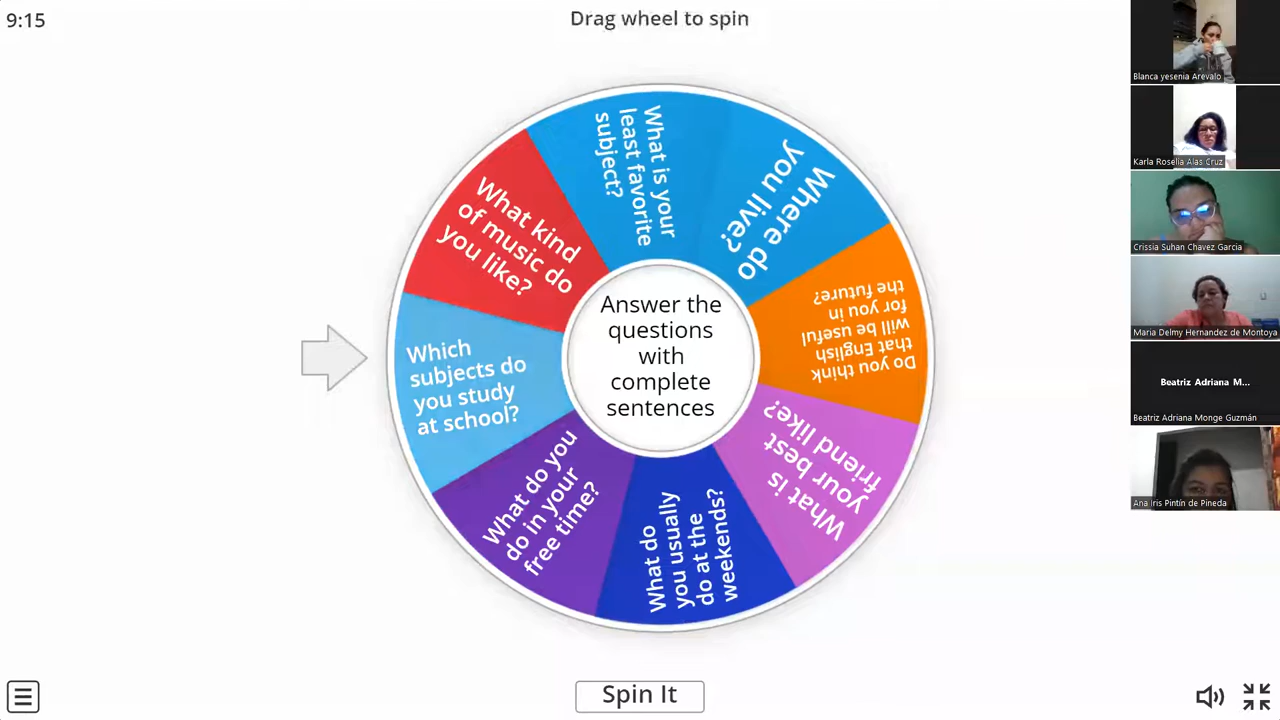 9:15
Drag wheel to spin
What is your
least favorite
subject?
Where do
you live?
Do you think
that English
will be useful
for you in
the future?
What is
your best
friend like?
What do
you usually
do at the
weekends?
What do you
do in your
free time?
Which
subjects do
you study
at school?
What kind
of music do
you like?
Answer the
questions
with
complete
sentences
Spin It
Blanca yesenia Arevalo
Karla Roselia Alas Cruz
Crissia Suhan Chavez Garcia
Maria Delmy Hernandez de Montoya
Beatriz Adriana M...
Beatriz Adriana Monge Guzmán
Ana Iris Pintín de Pineda